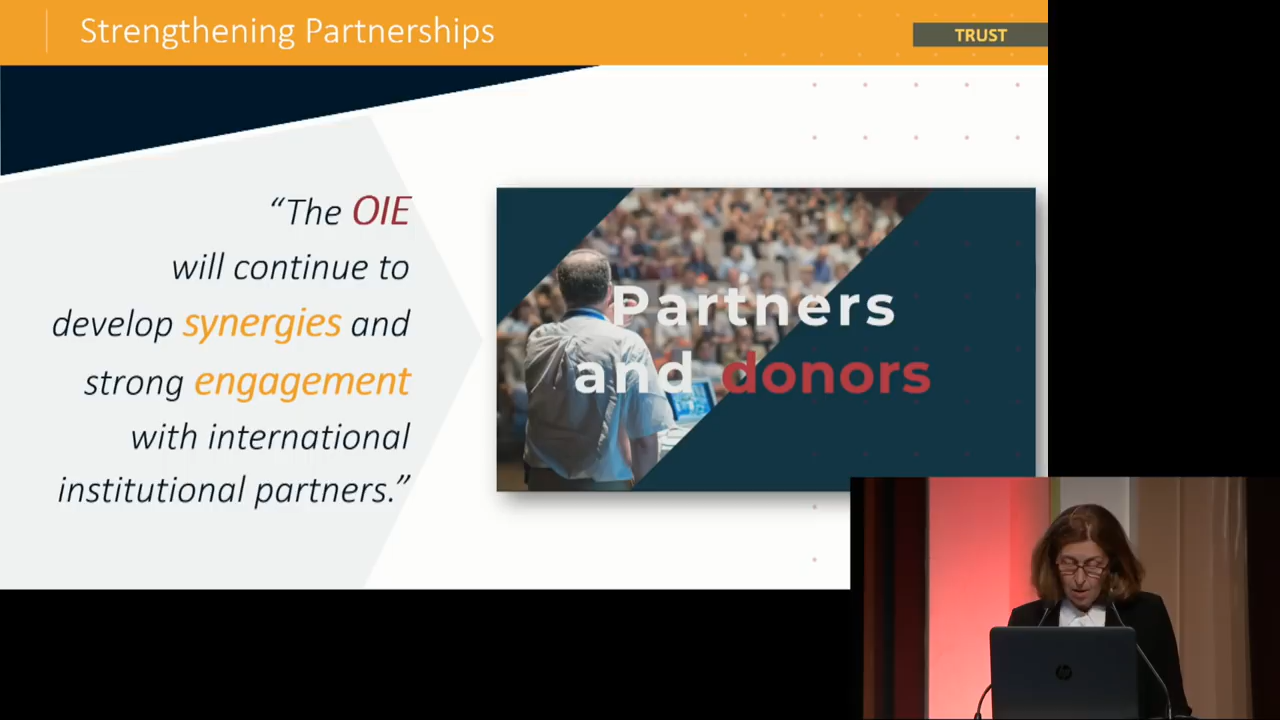 Strengthening Partnerships
TRUST
“The OIE
will continue to
develop synergies and
strong engagement
with international
institutional partners.”
Partners
and donors
hp